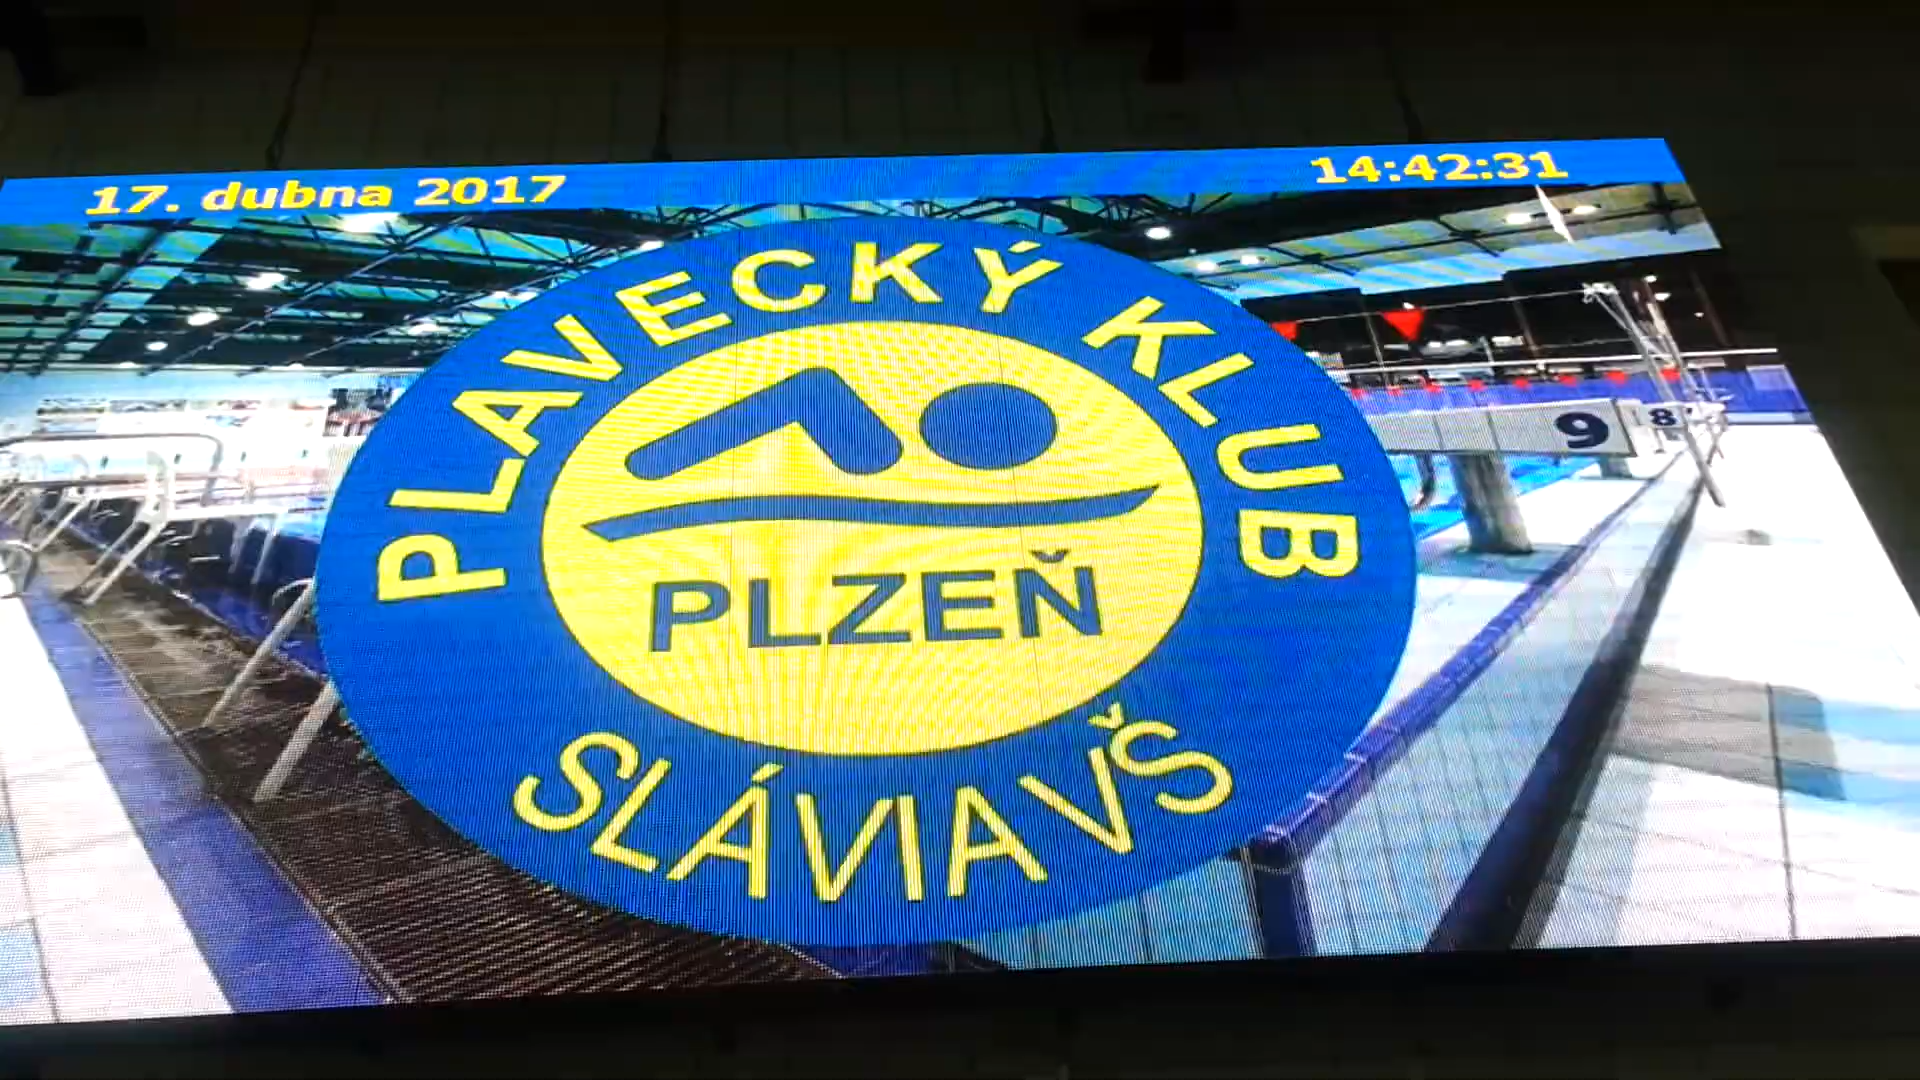 17. dubna 2017
14:42:31
PLAVECKÝ KLUB
9
8
PLZEŇ
SLÁVIA VŠ